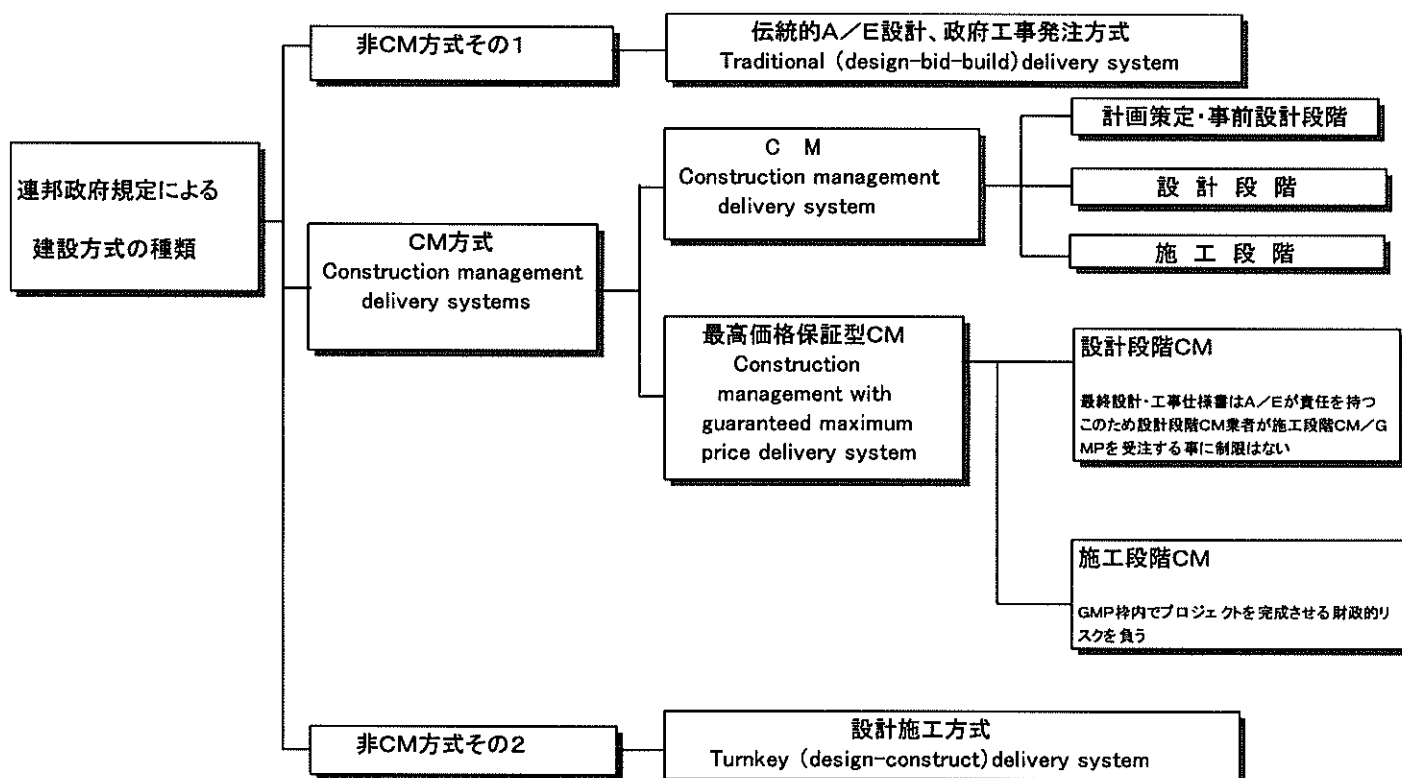 非CM方式その1
伝統的A／E設計、政府工事発注方式
Traditional (design-bid-build)delivery system
連邦政府規定による
建設方式の種類
CM方式
Construction management
delivery systems
C M
Construction management
delivery system
計画策定・事前設計段階
設 計 段 階
施 工 段 階
最高価格保証型CM
Construction
management with
guaranteed maximum
price delivery system
設計段階CM
最終設計・工事仕様書はA／Eが責任を持つ
このため設計段階CM業者が施工段階CM／G
MPを受注する事に制限はない
施工段階CM
GMP枠内でプロジェクトを完成させる財政的リ
スクを負う
非CM方式その2
設計施工方式
Turnkey (design-construct)delivery system